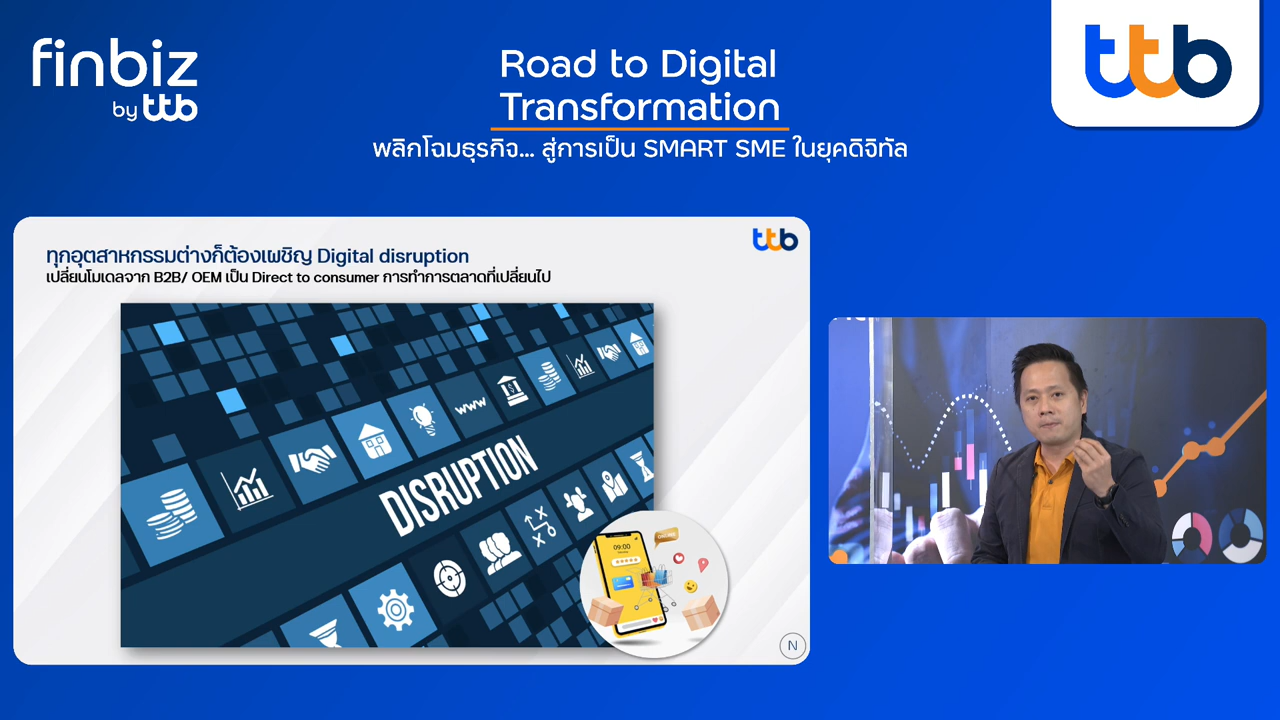 finbiz
by ttb
Road to Digital
Transformation
พลิกโฉมธุรกิจ... สู่การเป็น SMART SME ในยุคดิจิทัล
ttb
ttb
ทุกอุตสาหกรรมต่างก็ต้องเผชิญ Digital disruption
เปลี่ยนโมเดลจาก B2B/ OEM เป็น Direct to consumer การทำการตลาดที่เปลี่ยนไป
www
DISRUPTION
09:00
N